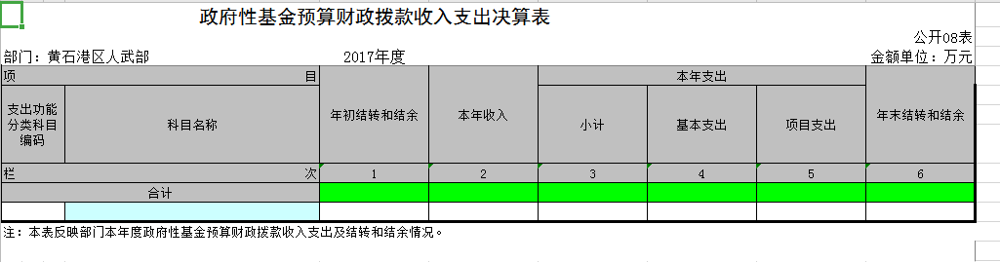 政府性基金预算财政拨款收入支出决算表
公开08表
部门：黄石港区人武部 2017年度 金额单位：万元
项 目 年初结转和结余 本年收入 本年支出 年末结转和结余
支出功能分类科目编码 科目名称 小计 基本支出 项目支出
栏 次 1 2 3 4 5 6
合计
注：本表反映部门本年度政府性基金预算财政拨款收入支出及结转和结余情况。